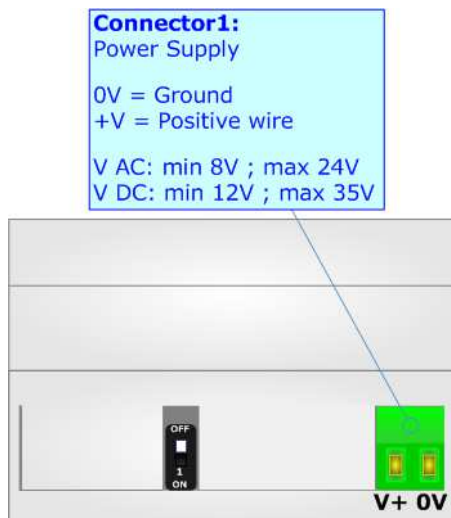 Connector1:
Power Supply
0V = Ground
+V = Positive wire
V AC: min 8V ; max 24V
V DC: min 12V ; max 35V
OFF
1
ON
V+ 0V